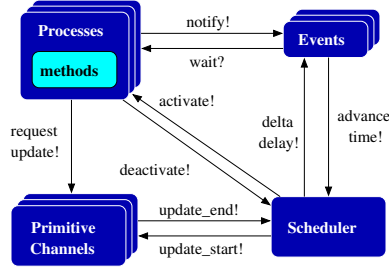 Processes
methods
notify!
wait?
Events
activate!
request
update!
deactivate!
delta
delay!
advance
time!
Primitive
Channels
update_end!
update_start!
Scheduler